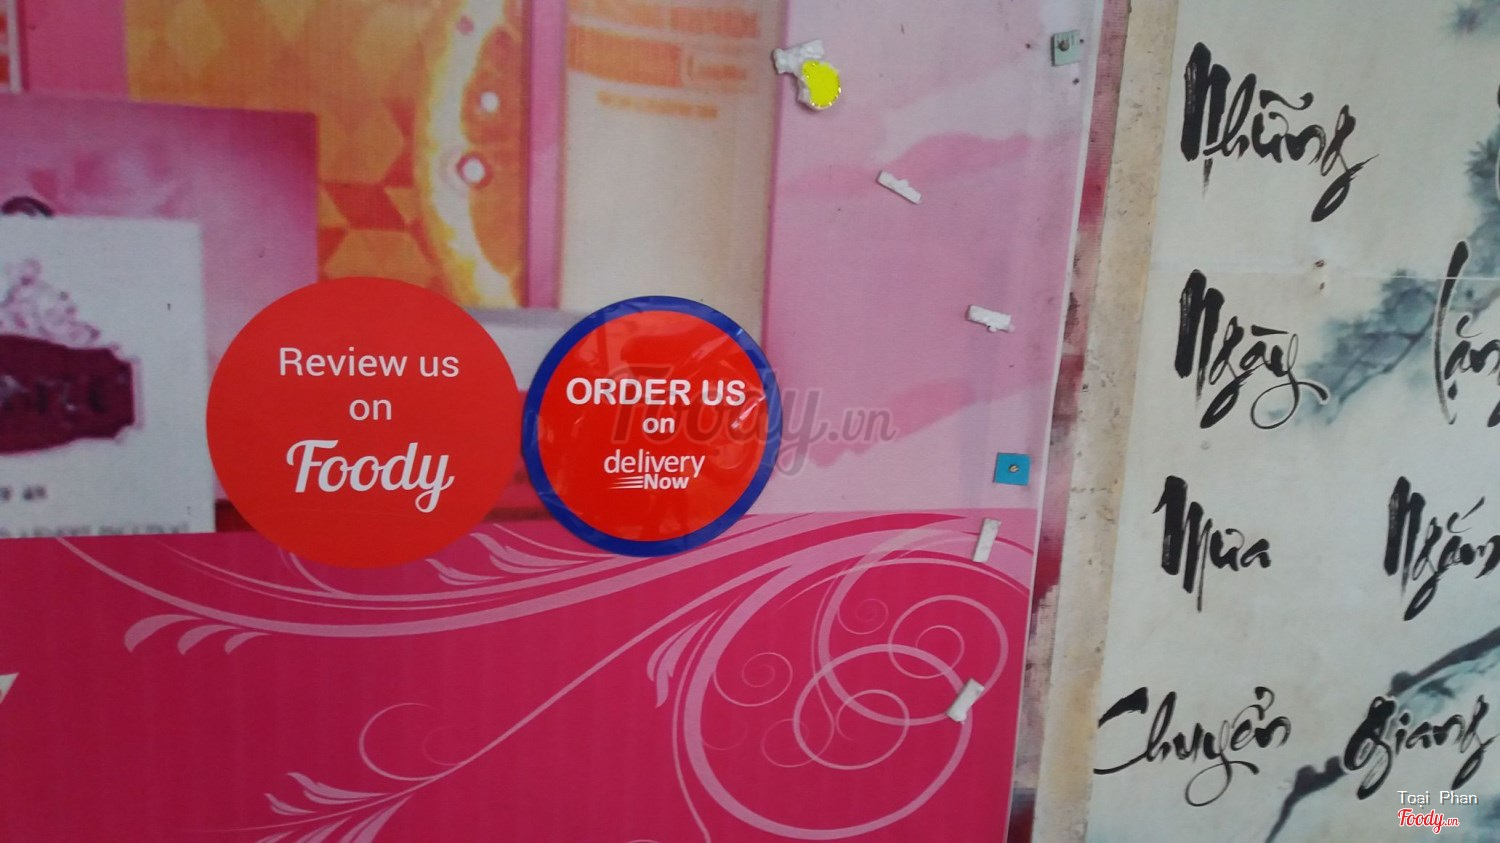 Review us
on
Foody
ORDER US
on
delivery
Now
Foody.vn
Những
Ngày
Mưa
Ngắm
Chuyển
Giang
Toại Phan
Foody.vn